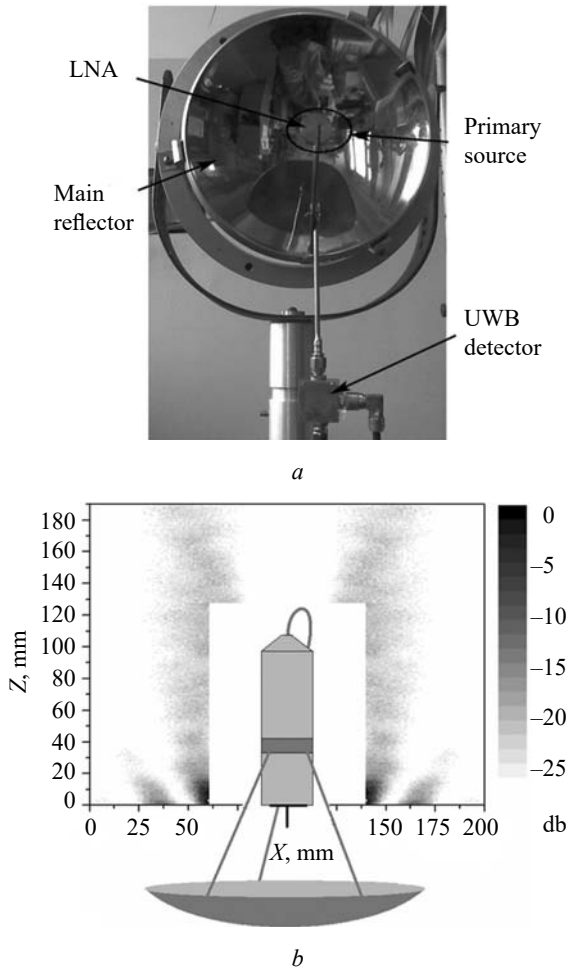 LNA
Primary
source
Main
reflector
UWB
detector
a
180
160
140
120
100
80
60
40
20
0
Z, mm
0 25 50 150 175 200
X, mm
0
–5
–10
–15
–20
–25
db
b